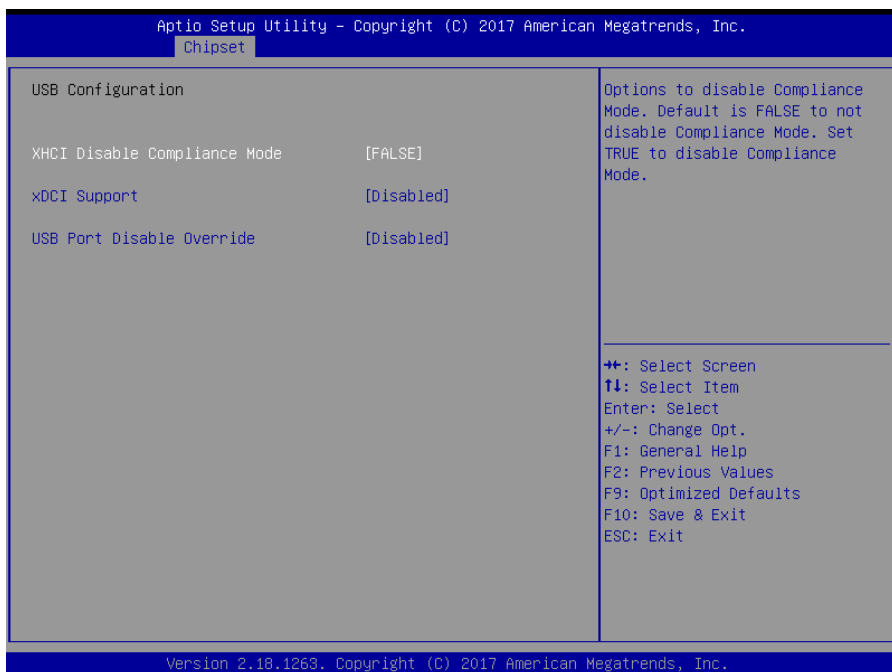 Aptio Setup Utility – Copyright (C) 2017 American Megatrends, Inc.
Chipset
USB Configuration
XHCI Disable Compliance Mode [FALSE]
xDCI Support [Disabled]
USB Port Disable Override [Disabled]
Options to disable Compliance
Mode. Default is FALSE to not
disable Compliance Mode. Set
TRUE to disable Compliance
Mode.
→←: Select Screen
↑↓: Select Item
Enter: Select
+/-: Change Opt.
F1: General Help
F2: Previous Values
F9: Optimized Defaults
F10: Save & Exit
ESC: Exit
Version 2.18.1263. Copyright (C) 2017 American Megatrends, Inc.